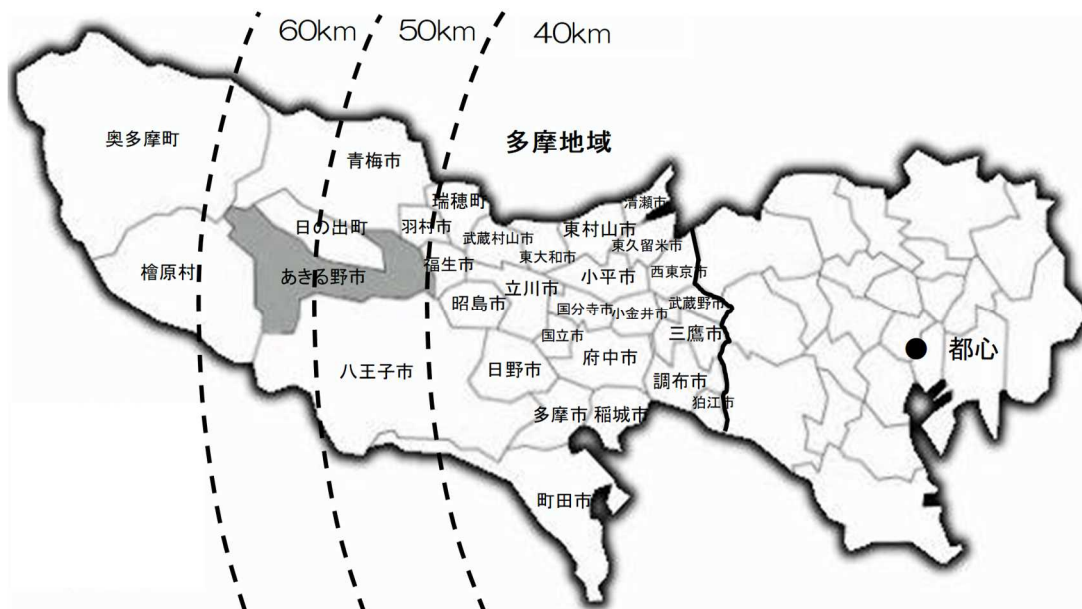 60km
50km
40km
多摩地域
奥多摩町
青梅市
瑞穂町
清瀬市
日の出町
羽村市
武蔵村山市
東村山市
東久留米市
東大和市
檜原村
あきる野市
福生市
小平市
西東京市
昭島市
立川市
国分寺市
小金井市
武蔵野市
国立市
三鷹市
都心
八王子市
日野市
府中市
調布市
多摩市
稲城市
狛江市
町田市